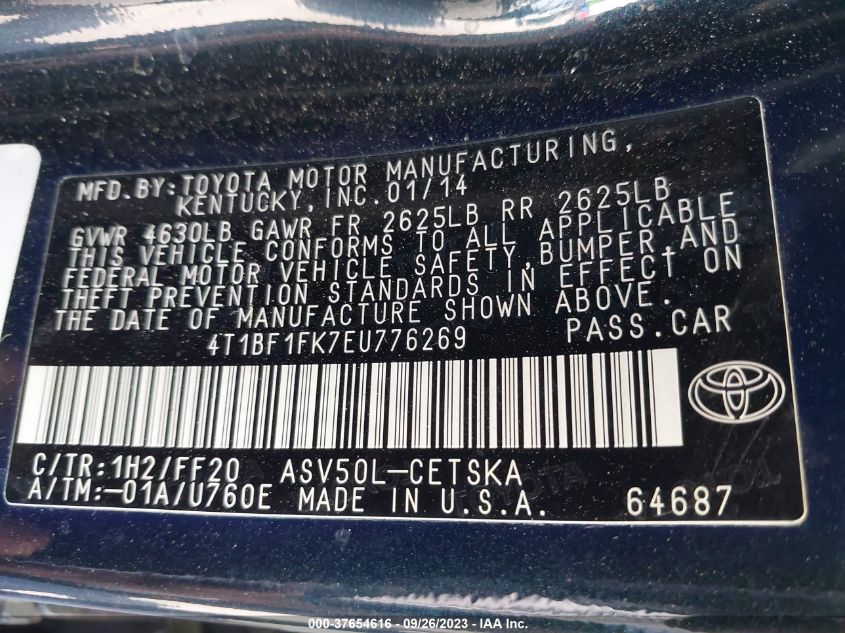 MFD. BY: TOYOTA MOTOR MANUFACTURING,
KENTUCKY, INC. 01/14
GVWR 4630LB GAWR FR 2625LB RR 2625LB
THIS VEHICLE CONFORMS TO ALL APPLICABLE
FEDERAL MOTOR VEHICLE SAFETY, BUMPER, AND
THEFT PREVENTION STANDARDS IN EFFECT ON
THE DATE OF MANUFACTURE SHOWN ABOVE.
4T1BF1FK7EU776269 PASS. CAR
C/TR: 1H2/FF20 ASV50L-CETSKA
A/TM: -01A/U760E MADE IN U.S.A. 64687
© 37654616 - 09/26/2023 - IAA Inc.